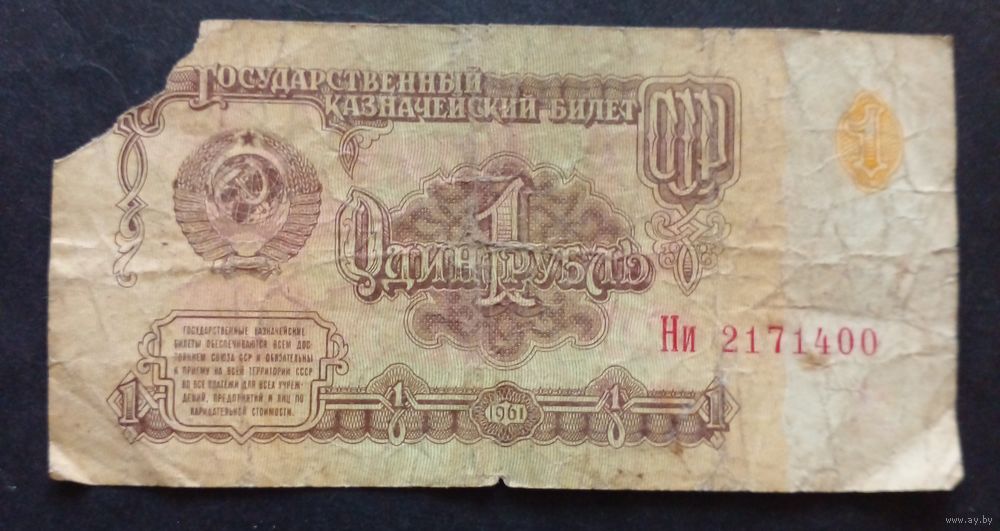 ГОСУДАРСТВЕННЫЙ
КАЗНАЧЕЙСКИЙ БИЛЕТ
СССР
1
1
ОДИН РУБЛЬ
Ни 2171400
ГОСУДАРСТВЕННЫЕ КАЗНАЧЕЙСКИЕ
БИЛЕТЫ ОБЕСПЕЧИВАЮТСЯ ВСЕМ ДОС-
ТОЯНИЕМ СОЮЗА ССР И ОБЯЗАТЕЛЬНЫ
К ПРИЕМУ НА ВСЕЙ ТЕРРИТОРИИ СССР
ВО ВСЕ ПЛАТЕЖИ ДЛЯ ВСЕХ УЧРЕЖ-
ДЕНИЙ, ПРЕДПРИЯТИЙ И ЛИЦ ПО
НАРИЦАТЕЛЬНОЙ СТОИМОСТИ.
1 1 1961 1 1
www.ay.by